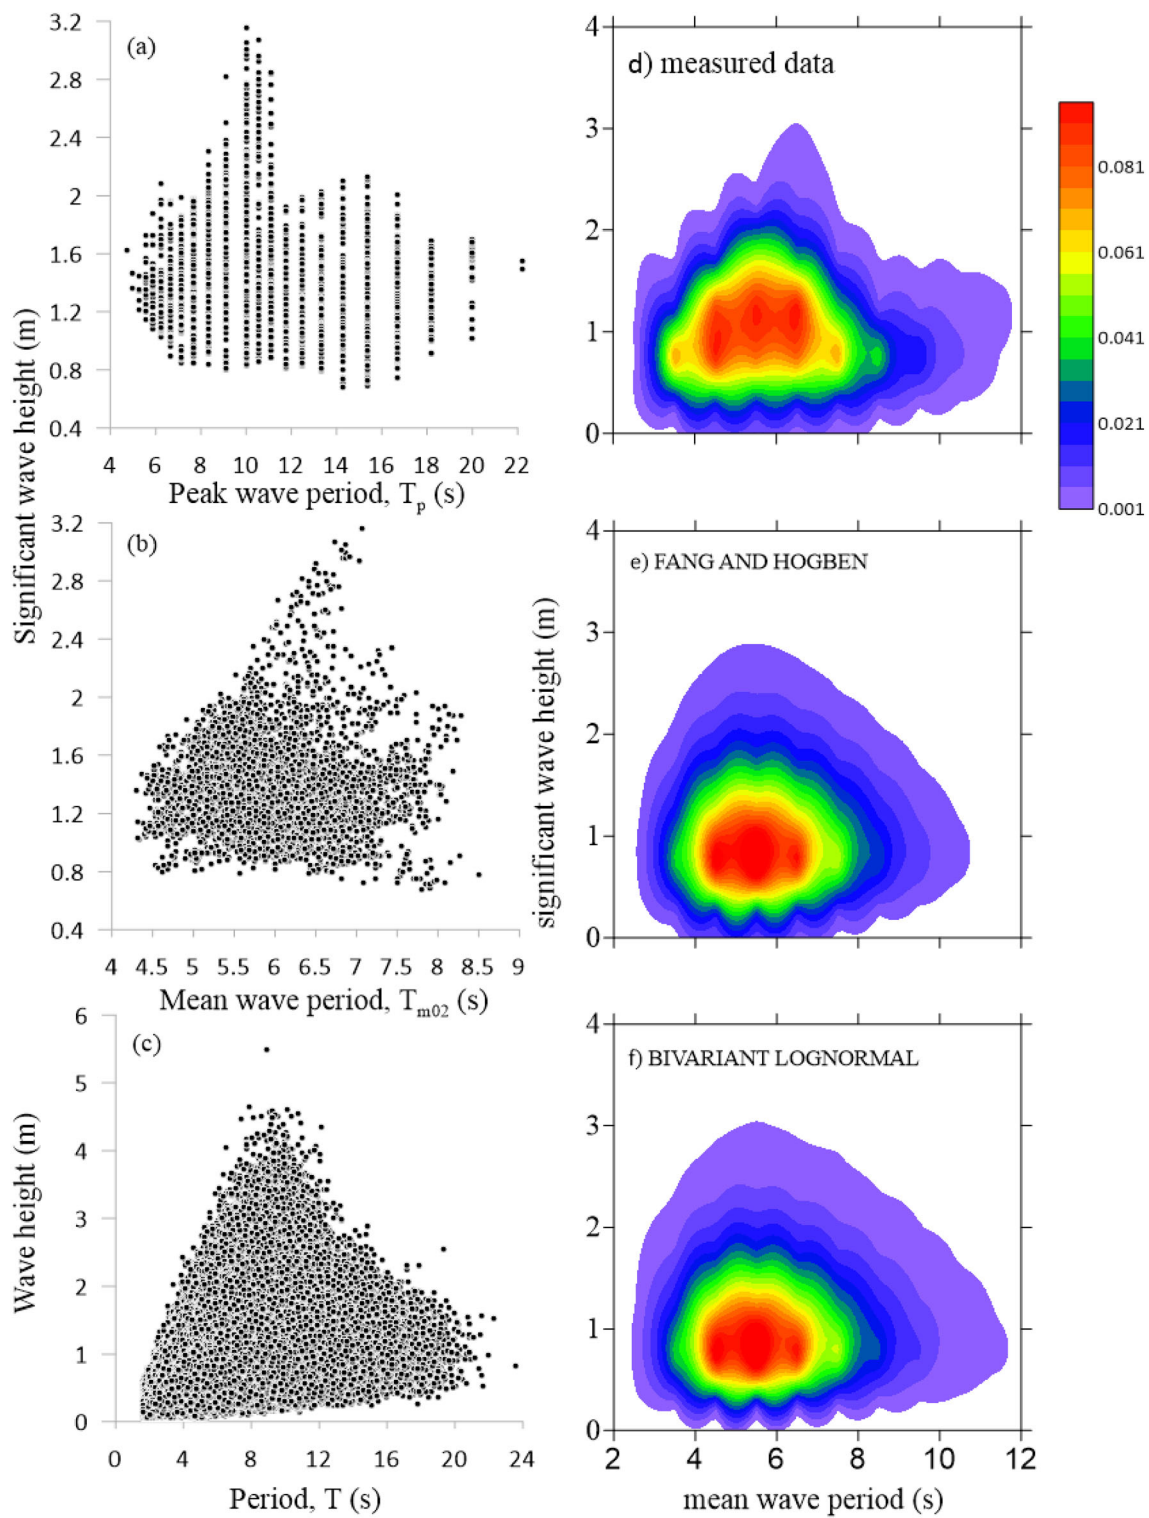 Significant wave height (m)
(a)
3.2
2.8
2.4
2
1.6
1.2
0.8
0.4
4 6 8 10 12 14 16 18 20 22
Peak wave period, Tp (s)
(b)
3.2
2.8
2.4
2
1.6
1.2
0.8
0.4
4 4.5 5 5.5 6 6.5 7 7.5 8 8.5 9
Mean wave period, Tm02 (s)
Wave height (m)
(c)
6
5
4
3
2
1
0
0 4 8 12 16 20 24
Period, T (s)
significant wave height (m)
d) measured data
4
3
2
1
0
0.081
0.061
0.041
0.021
0.001
e) FANG AND HOGBEN
4
3
2
1
0
f) BIVARIANT LOGNORMAL
4
3
2
1
0
2 4 6 8 10 12
mean wave period (s)